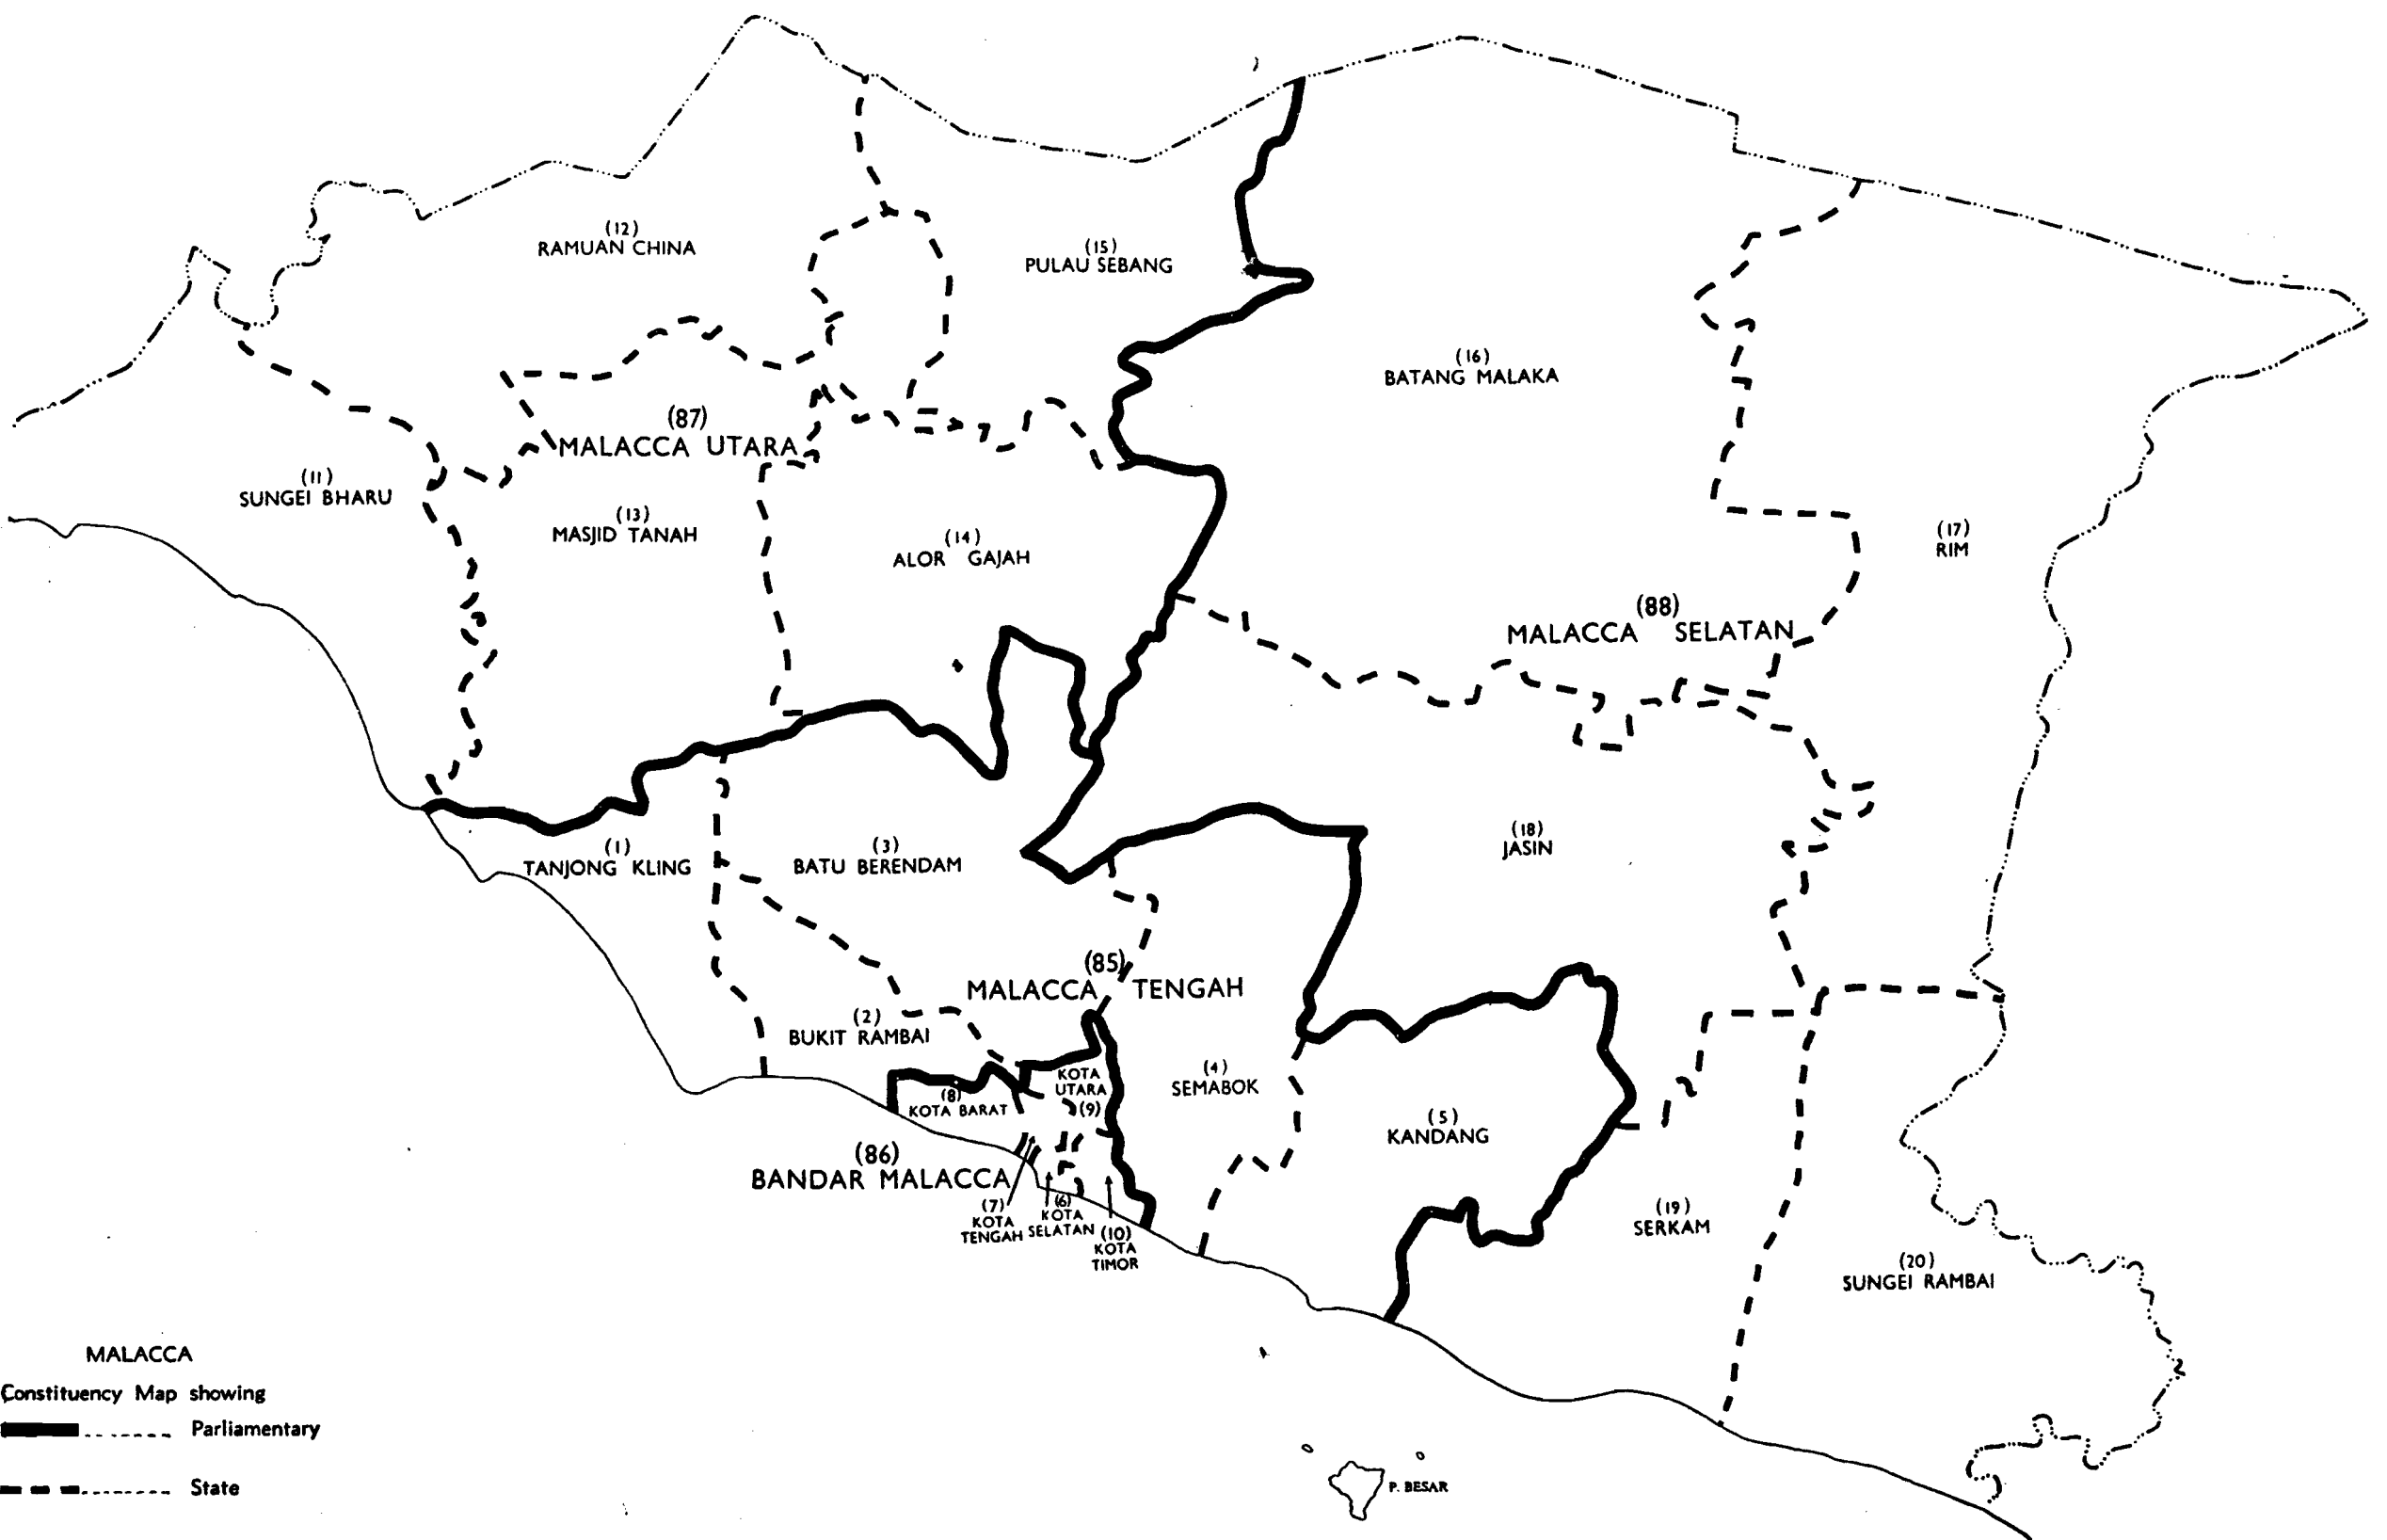 (12)
RAMUAN CHINA
(15)
PULAU SEBANG
(16)
BATANG MALAKA
(87)
MALACCA UTARA
(11)
SUNGEI BHARU
(13)
MASJID TANAH
(14)
ALOR GAJAH
(17)
RIM
(88)
MALACCA SELATAN
(1)
TANJONG KLING
(3)
BATU BERENDAM
(18)
JASIN
(85)
MALACCA TENGAH
(2)
BUKIT RAMBAI
KOTA
UTARA
(9)
(8)
KOTA BARAT
(4)
SEMABOK
(5)
KANDANG
(86)
BANDAR MALACCA
(7)
KOTA
TENGAH
(6)
KOTA
SELATAN
(10)
KOTA
TIMOR
(19)
SERKAM
(20)
SUNGEI RAMBAI
MALACCA
Constituency Map showing
Parliamentary
State
P. BESAR